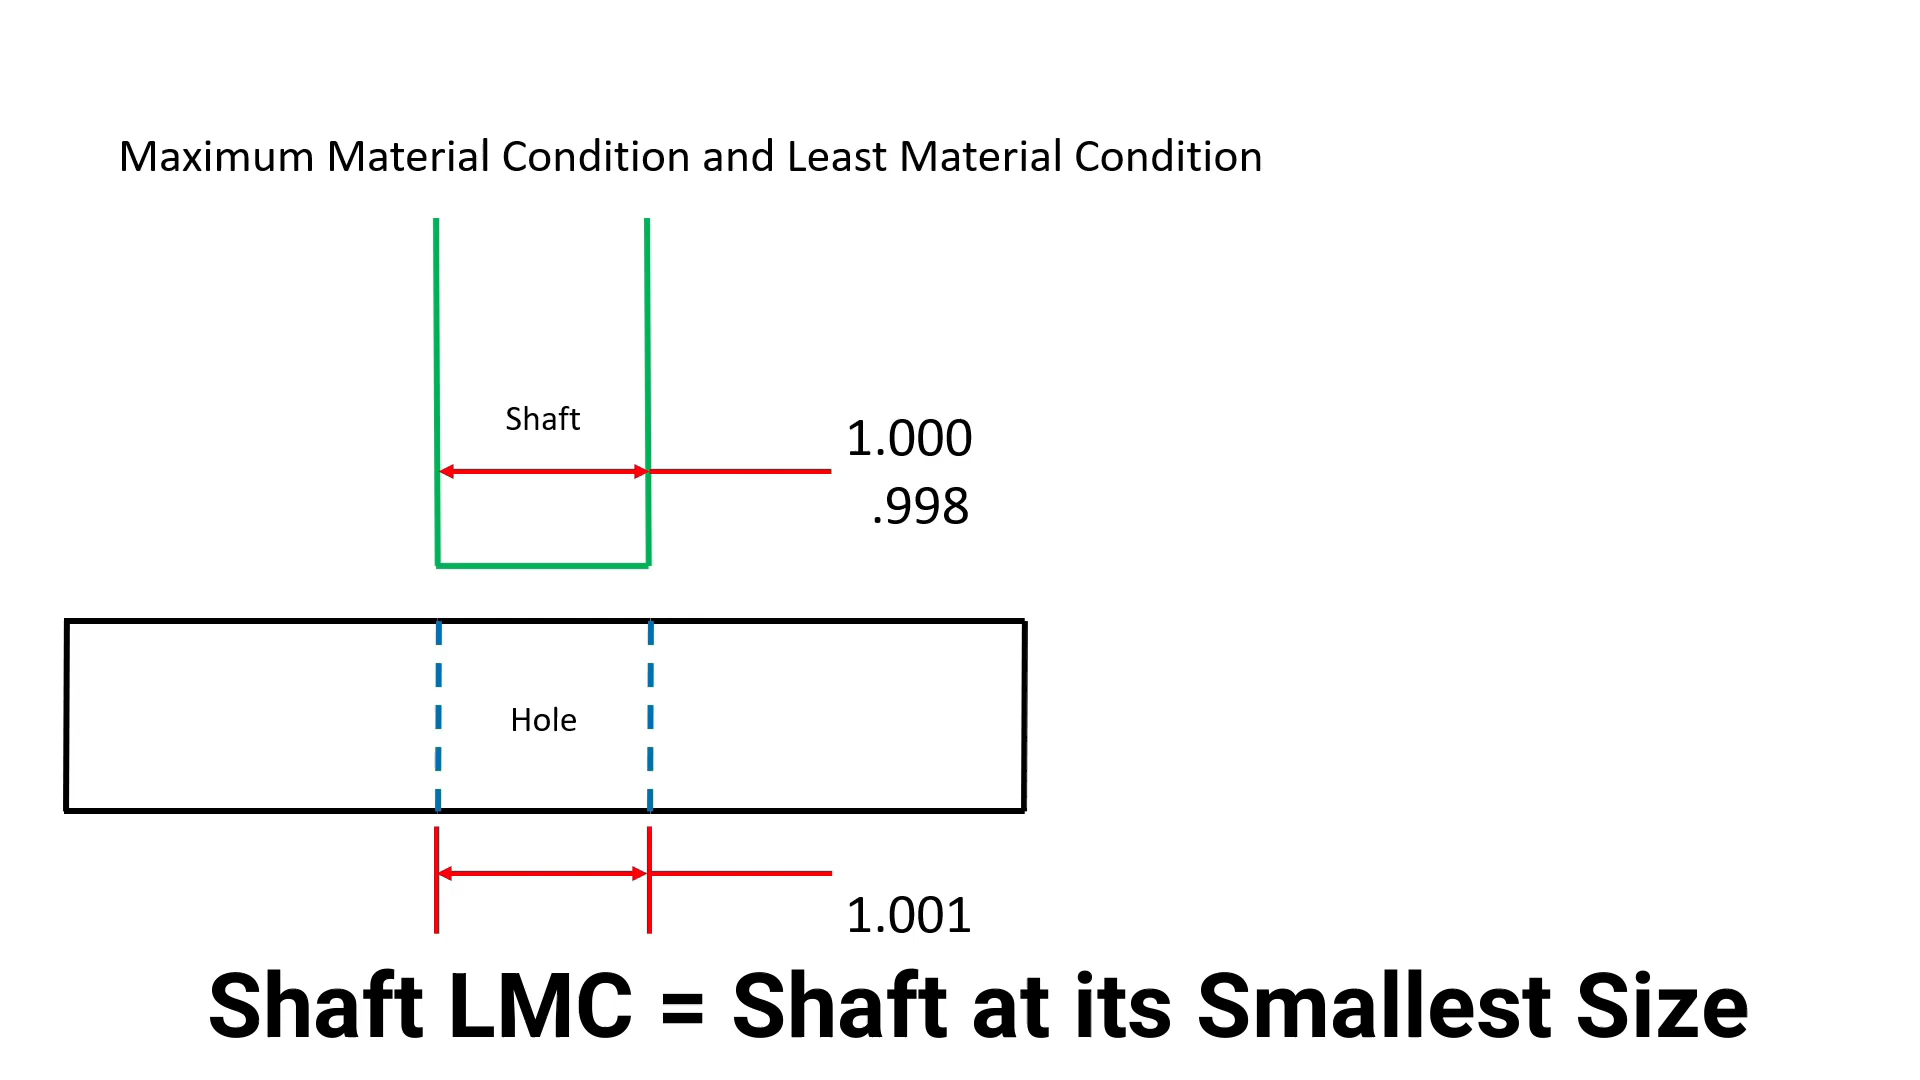 Maximum Material Condition and Least Material Condition
Shaft
1.000
.998
Hole
1.001
Shaft LMC = Shaft at its Smallest Size